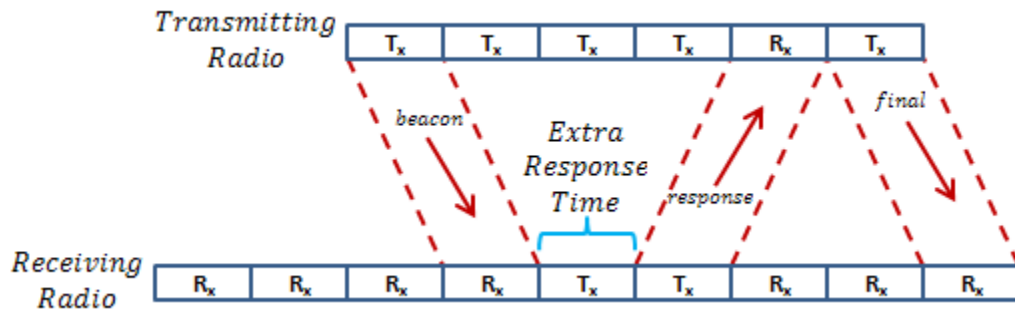 Transmitting
Radio
Tx Tx Tx Tx Rx Tx
beacon
Extra
Response
Time
response
final
Receiving
Radio
Rx Rx Rx Rx Tx Tx Rx Rx Rx